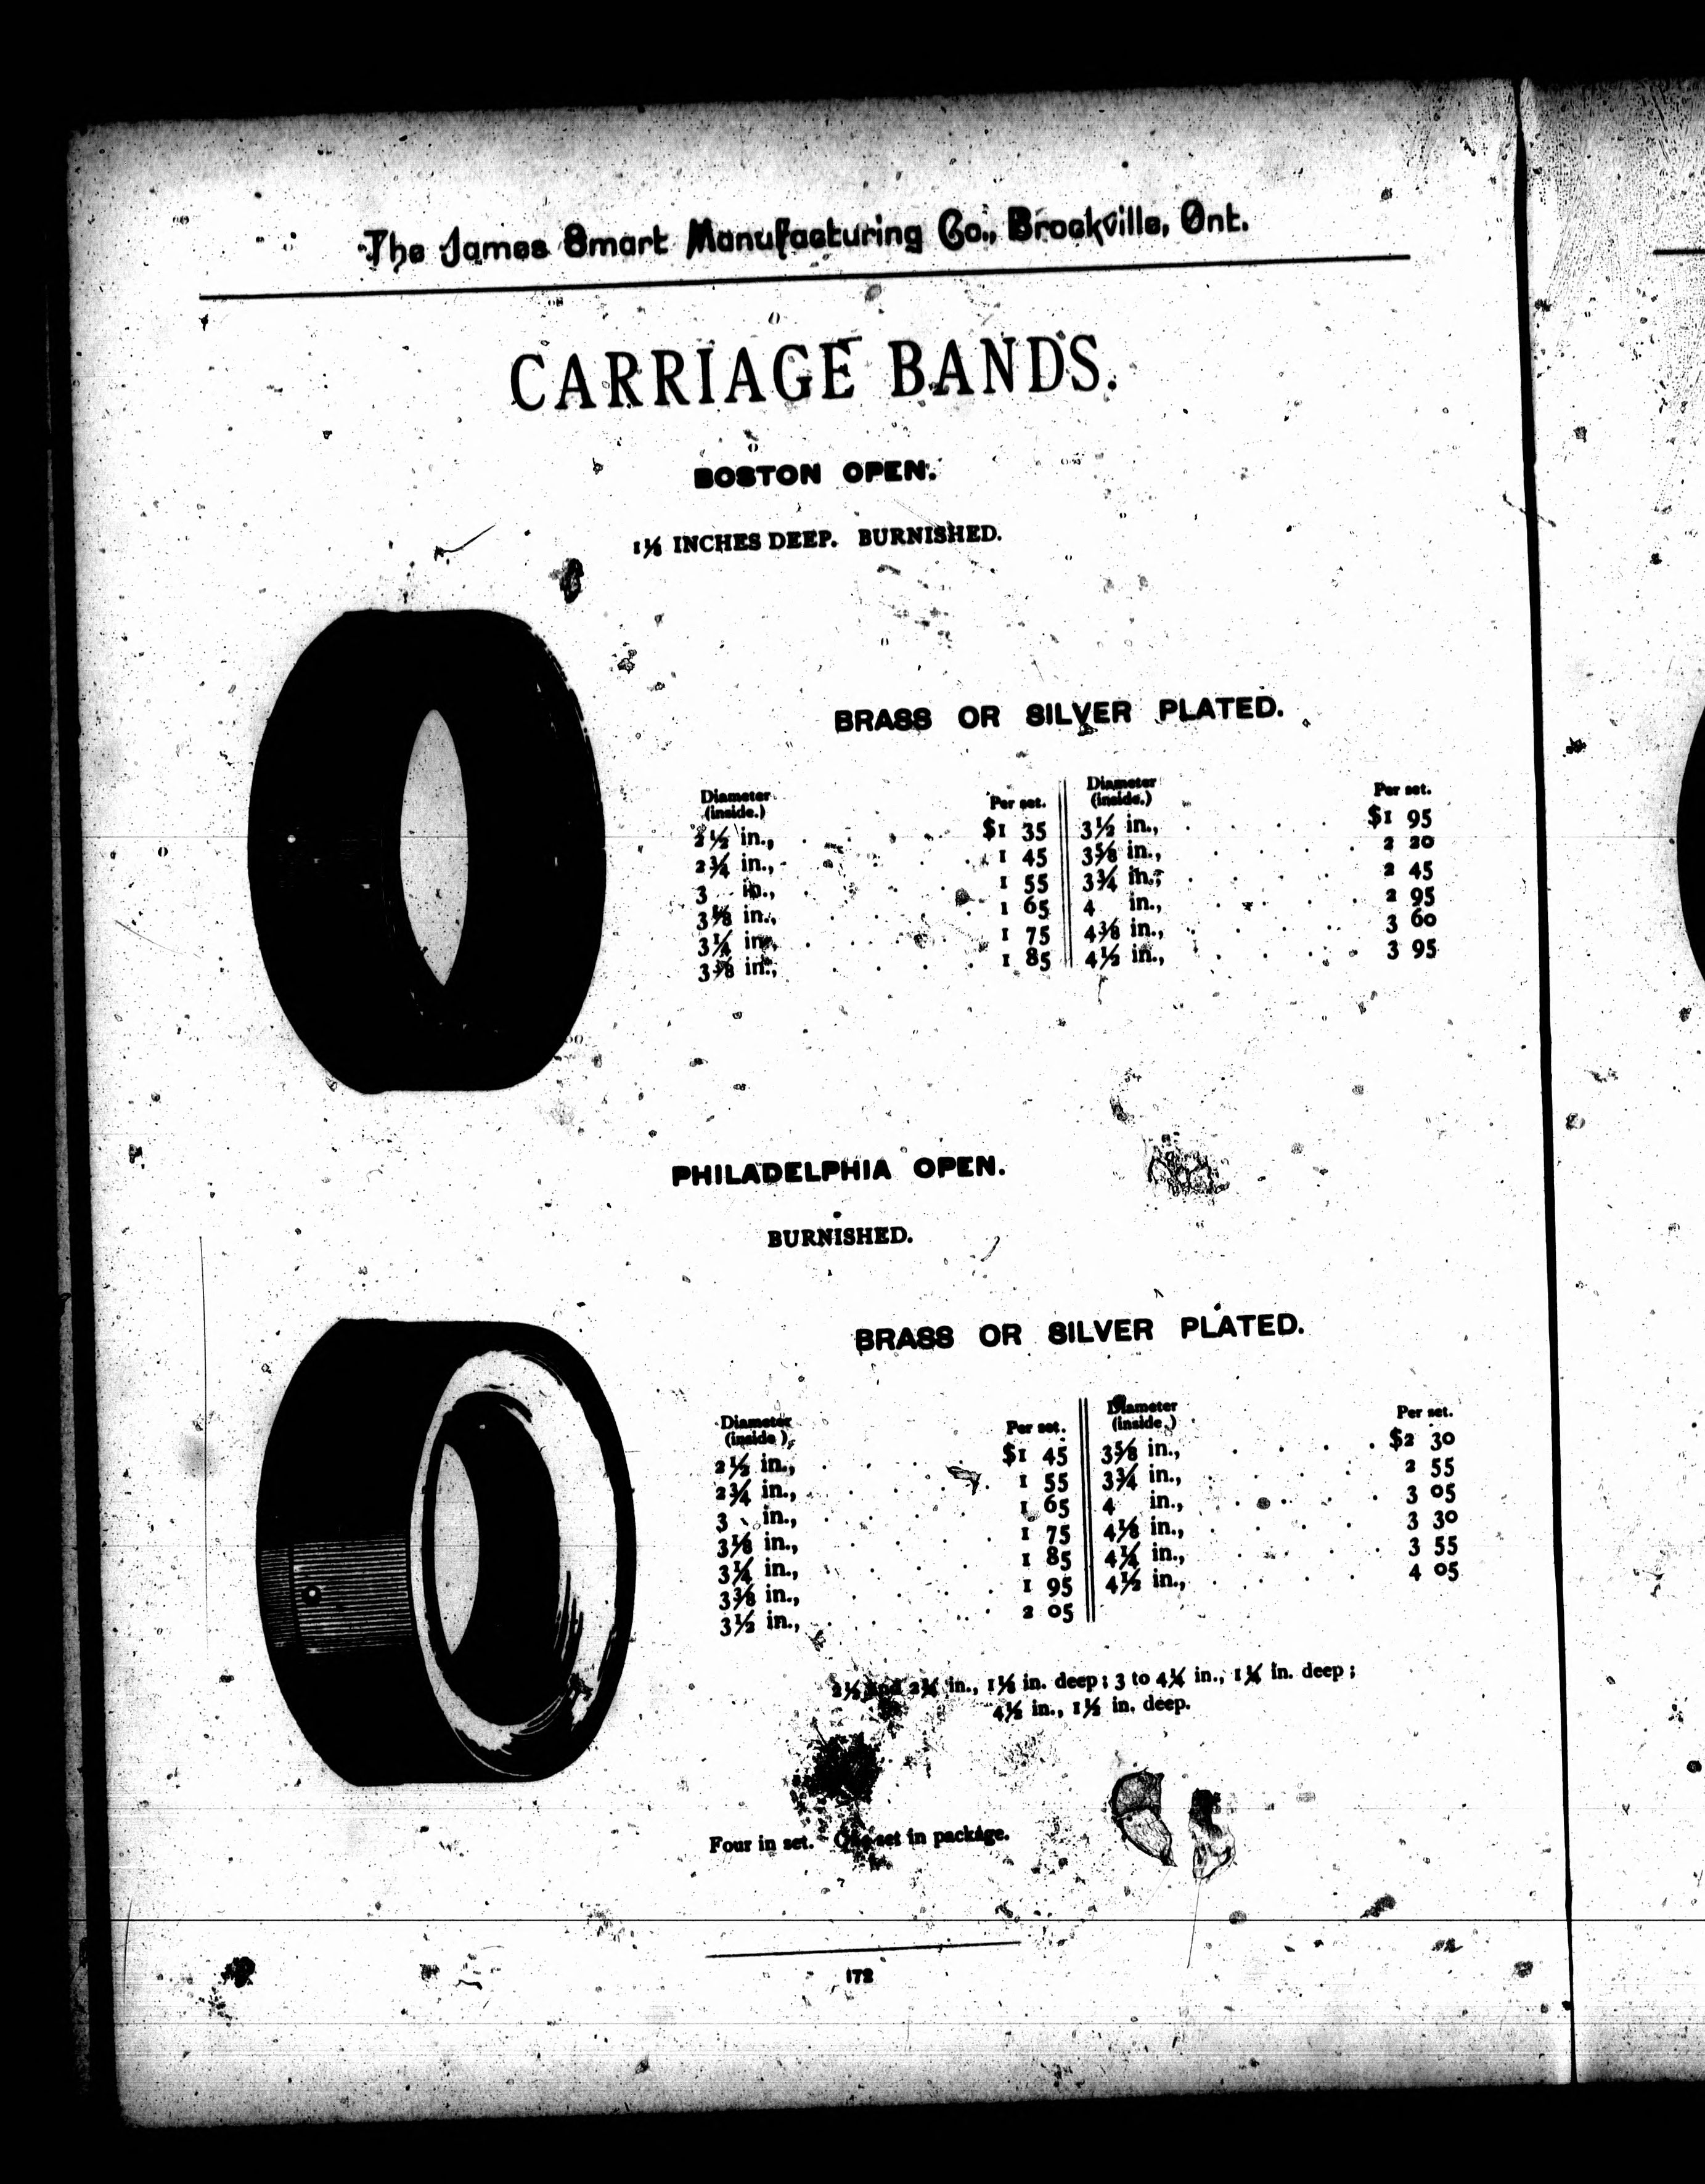 The James Smart Manufacturing Co., Brockville, Ont.
CARRIAGE BANDS.
BOSTON OPEN.
1⅛ INCHES DEEP. BURNISHED.
BRASS OR SILVER PLATED.
Diameter (inside.) Per set. Diameter (inside.) Per set.
2½ in., $1 35 3½ in., $1 95
2¾ in., 1 45 3⅝ in., 2 20
3 in., 1 55 3¾ in., 2 45
3⅛ in., 1 65 4 in., 2 95
3¼ in., 1 75 4⅜ in., 3 60
3⅜ in., 1 85 4½ in., 3 95
PHILADELPHIA OPEN.
BURNISHED.
BRASS OR SILVER PLATED.
Diameter (inside) Per set. Diameter (inside) Per set.
2½ in., $1 45 3⅝ in., $2 30
2¾ in., 1 55 3¾ in., 2 55
3 in., 1 65 4 in., 3 05
3⅛ in., 1 75 4⅛ in., 3 30
3¼ in., 1 85 4¼ in., 3 55
3⅜ in., 1 95 4½ in., 4 05
3½ in., 2 05
2½ and 2¾ in., 1⅛ in. deep; 3 to 4¼ in., 1¼ in. deep;
4½ in., 1½ in. deep.
Four in set. One set in package.
172